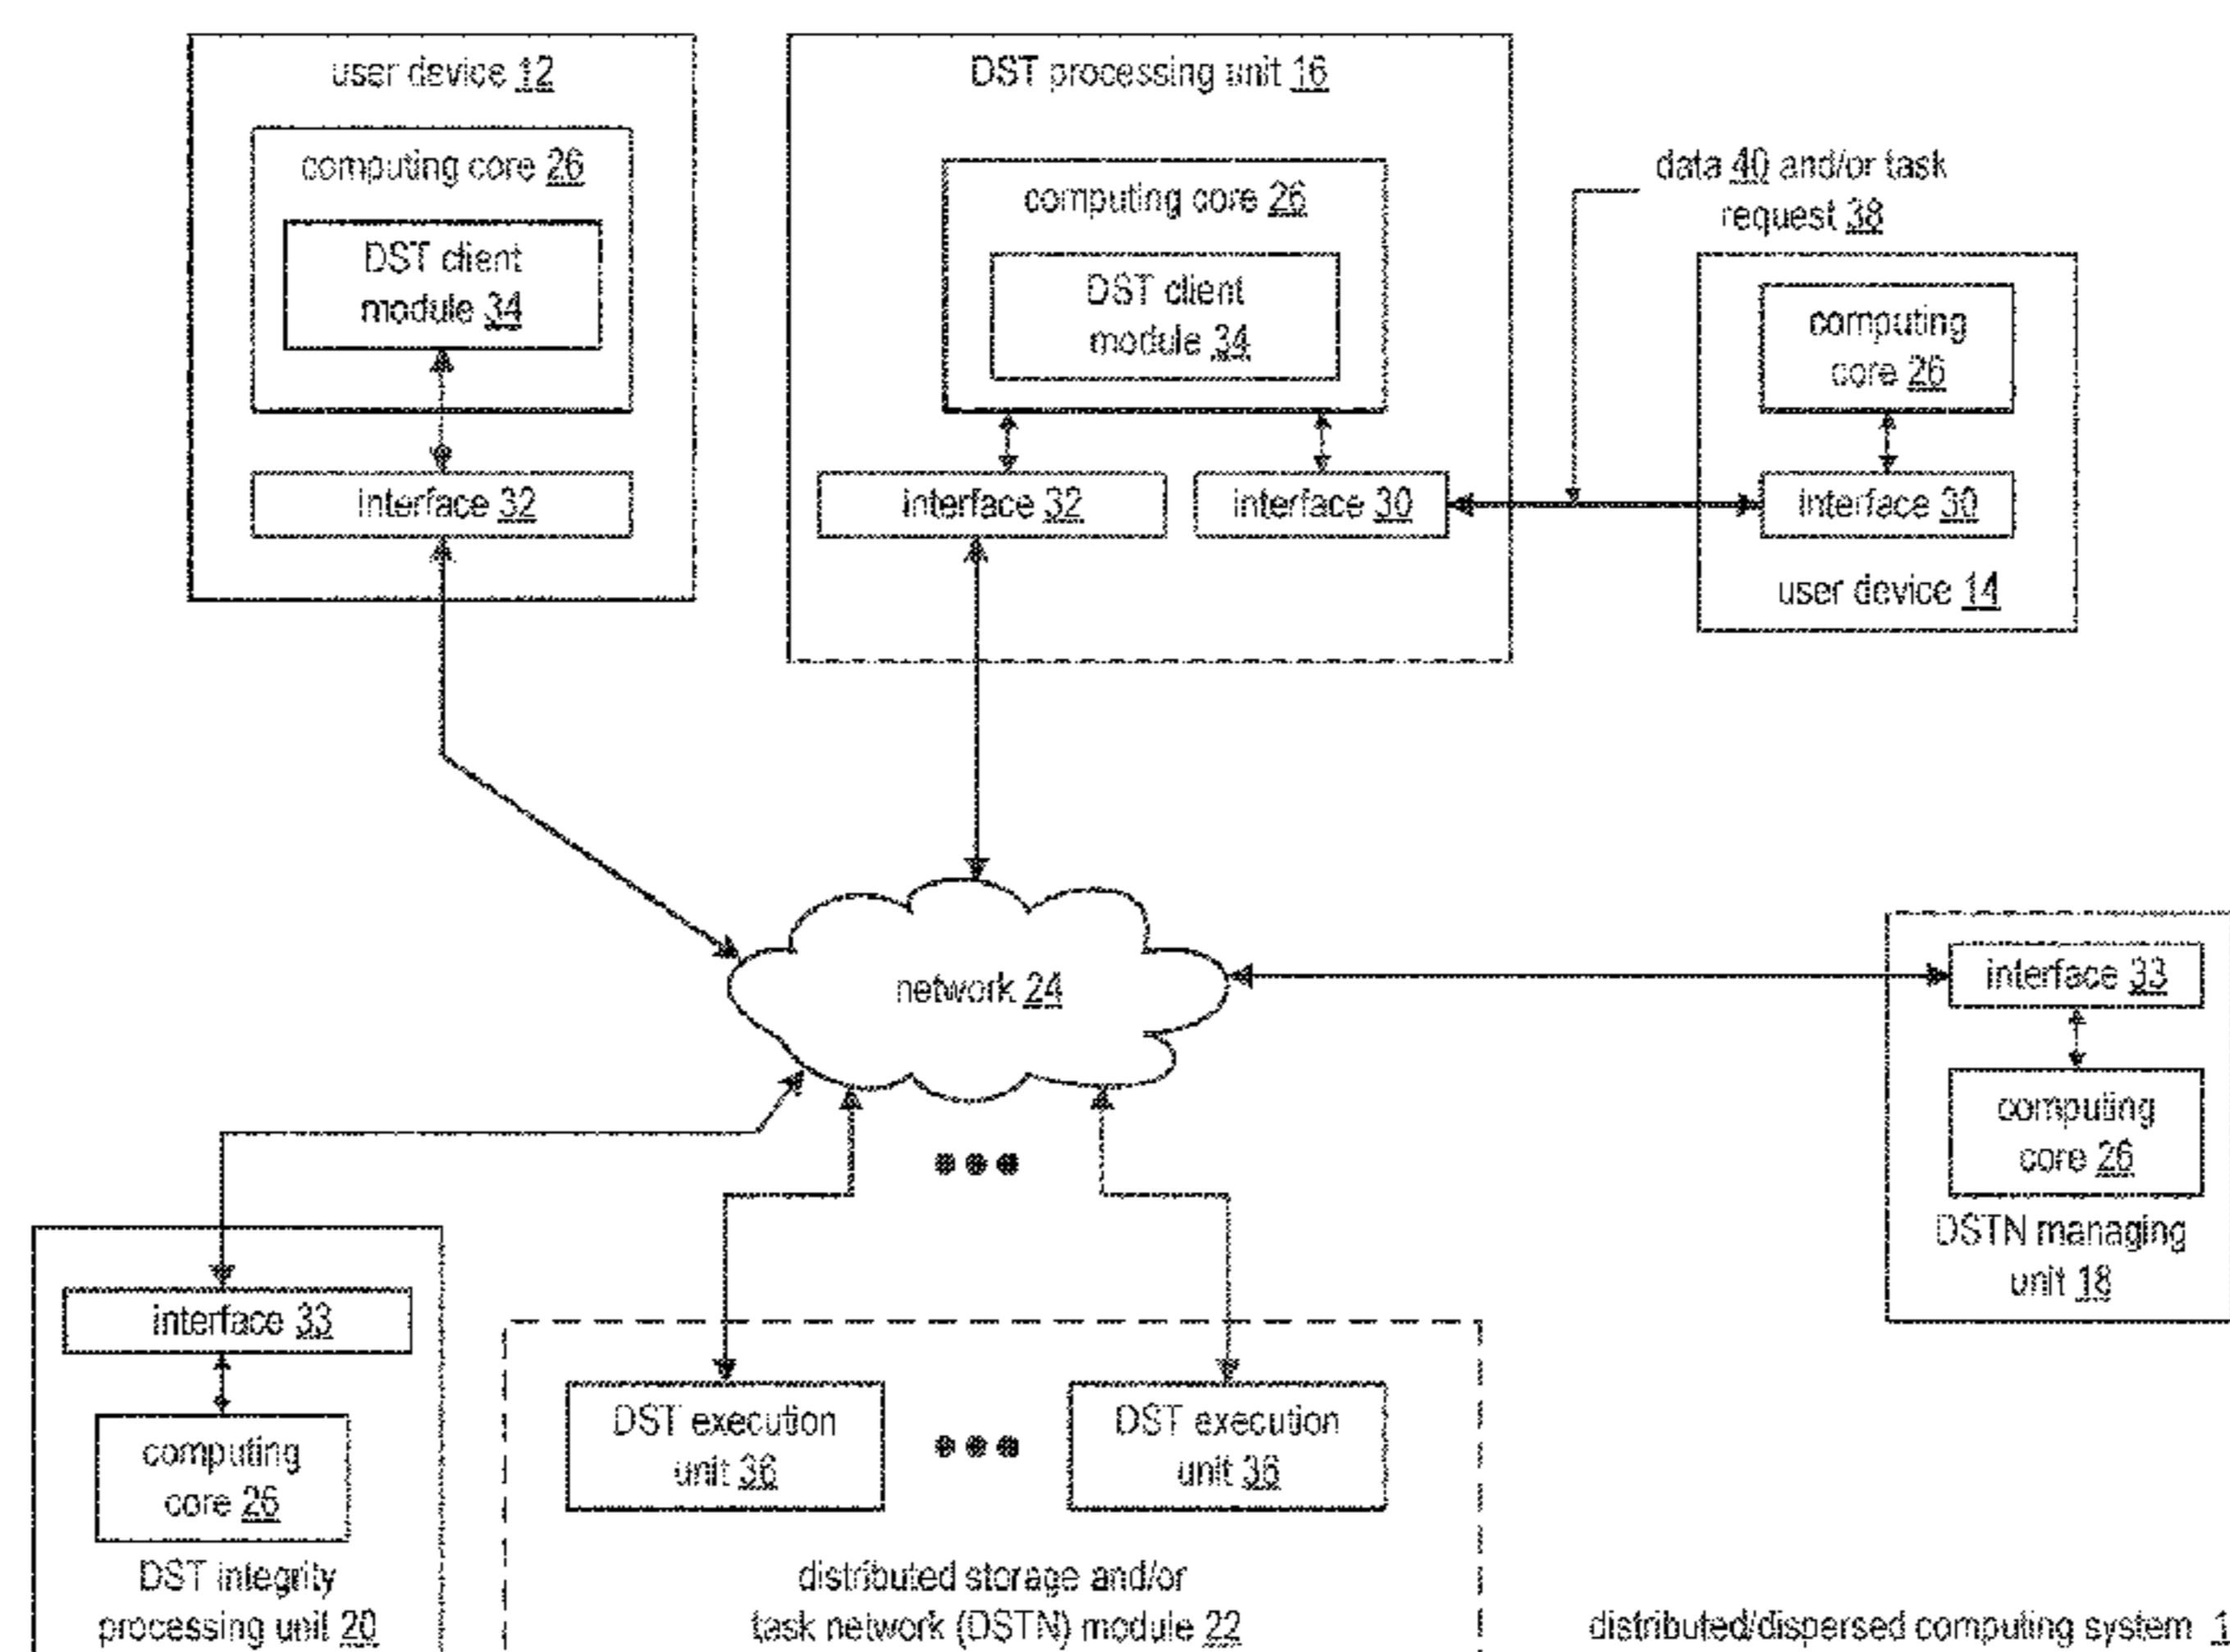 user device 12
computing core 26
DST client
module 34
interface 32
DST processing unit 16
computing core 26
DST client
module 34
interface 32
interface 30
data 40 and/or task
request 38
computing
core 26
interface 30
user device 14
network 24
interface 33
computing
core 26
DSTN managing
unit 18
interface 33
computing
core 26
DST integrity
processing unit 20
DST execution
unit 36
DST execution
unit 36
distributed storage and/or
task network (DSTN) module 22
distributed/dispersed computing system